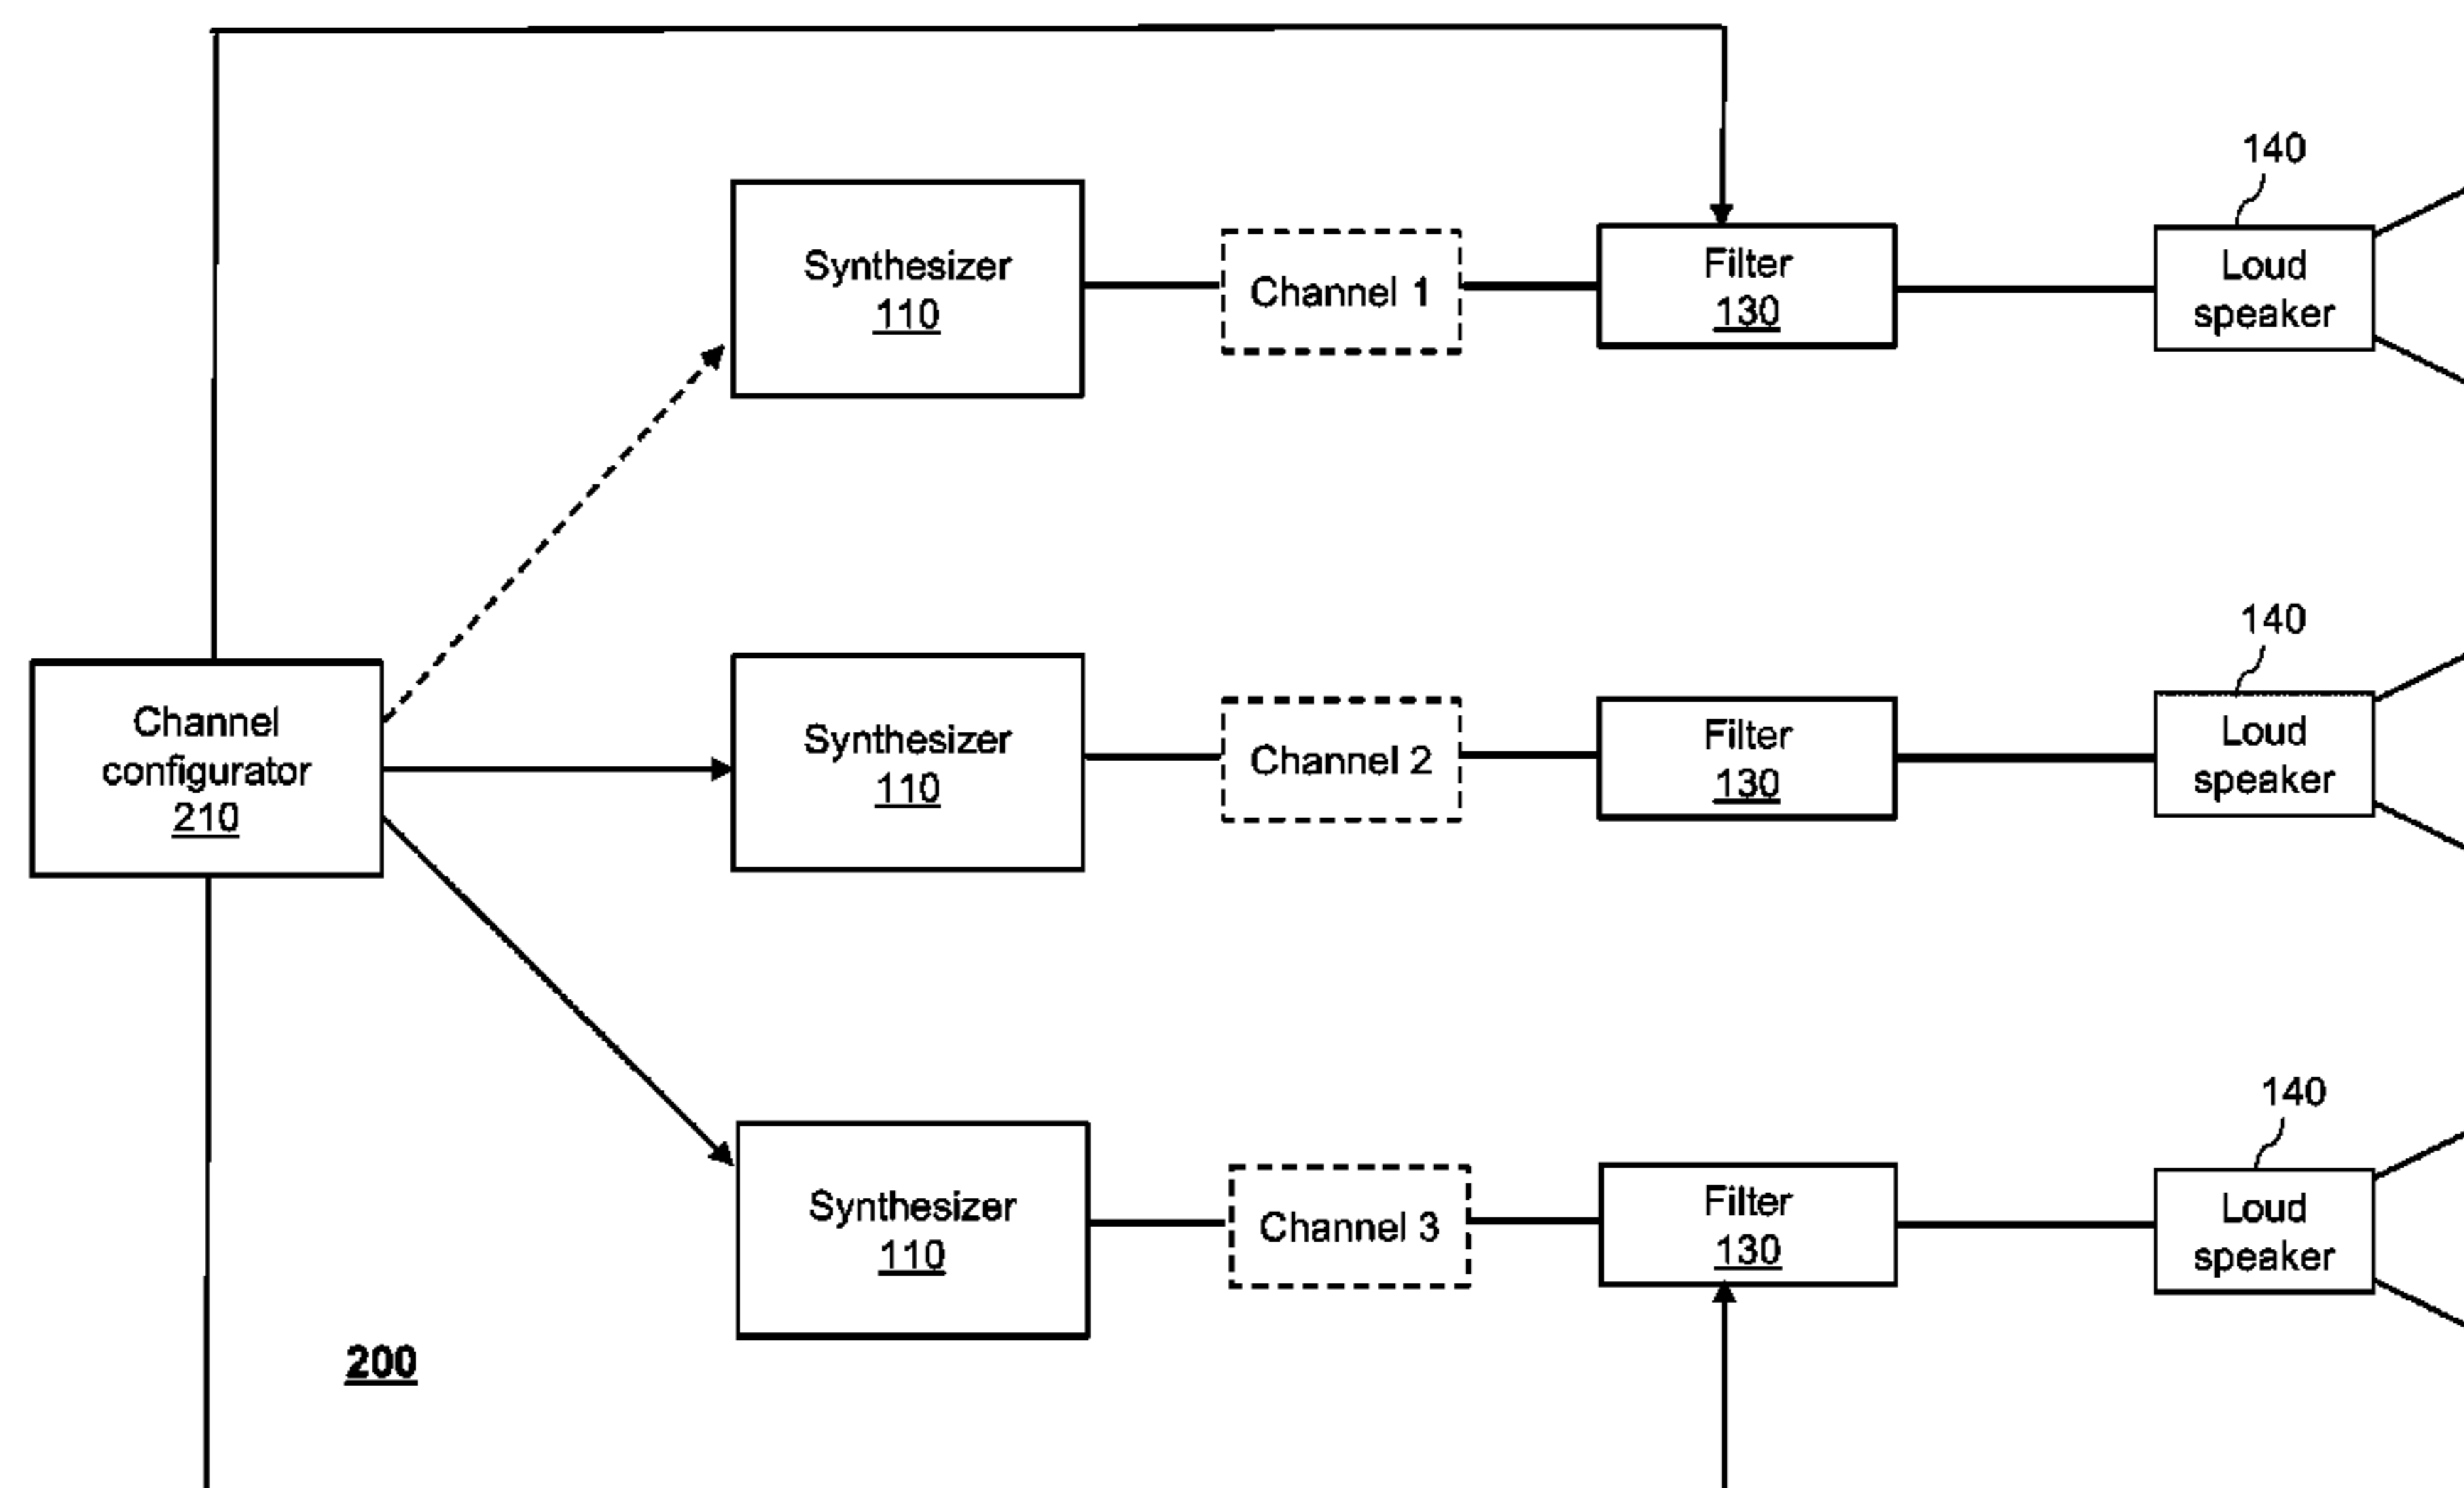 140
Synthesizer
110
Channel 1
Filter
130
Loud
speaker
140
Channel
configurator
210
Synthesizer
110
Channel 2
Filter
130
Loud
speaker
140
Synthesizer
110
Channel 3
Filter
130
Loud
speaker
200